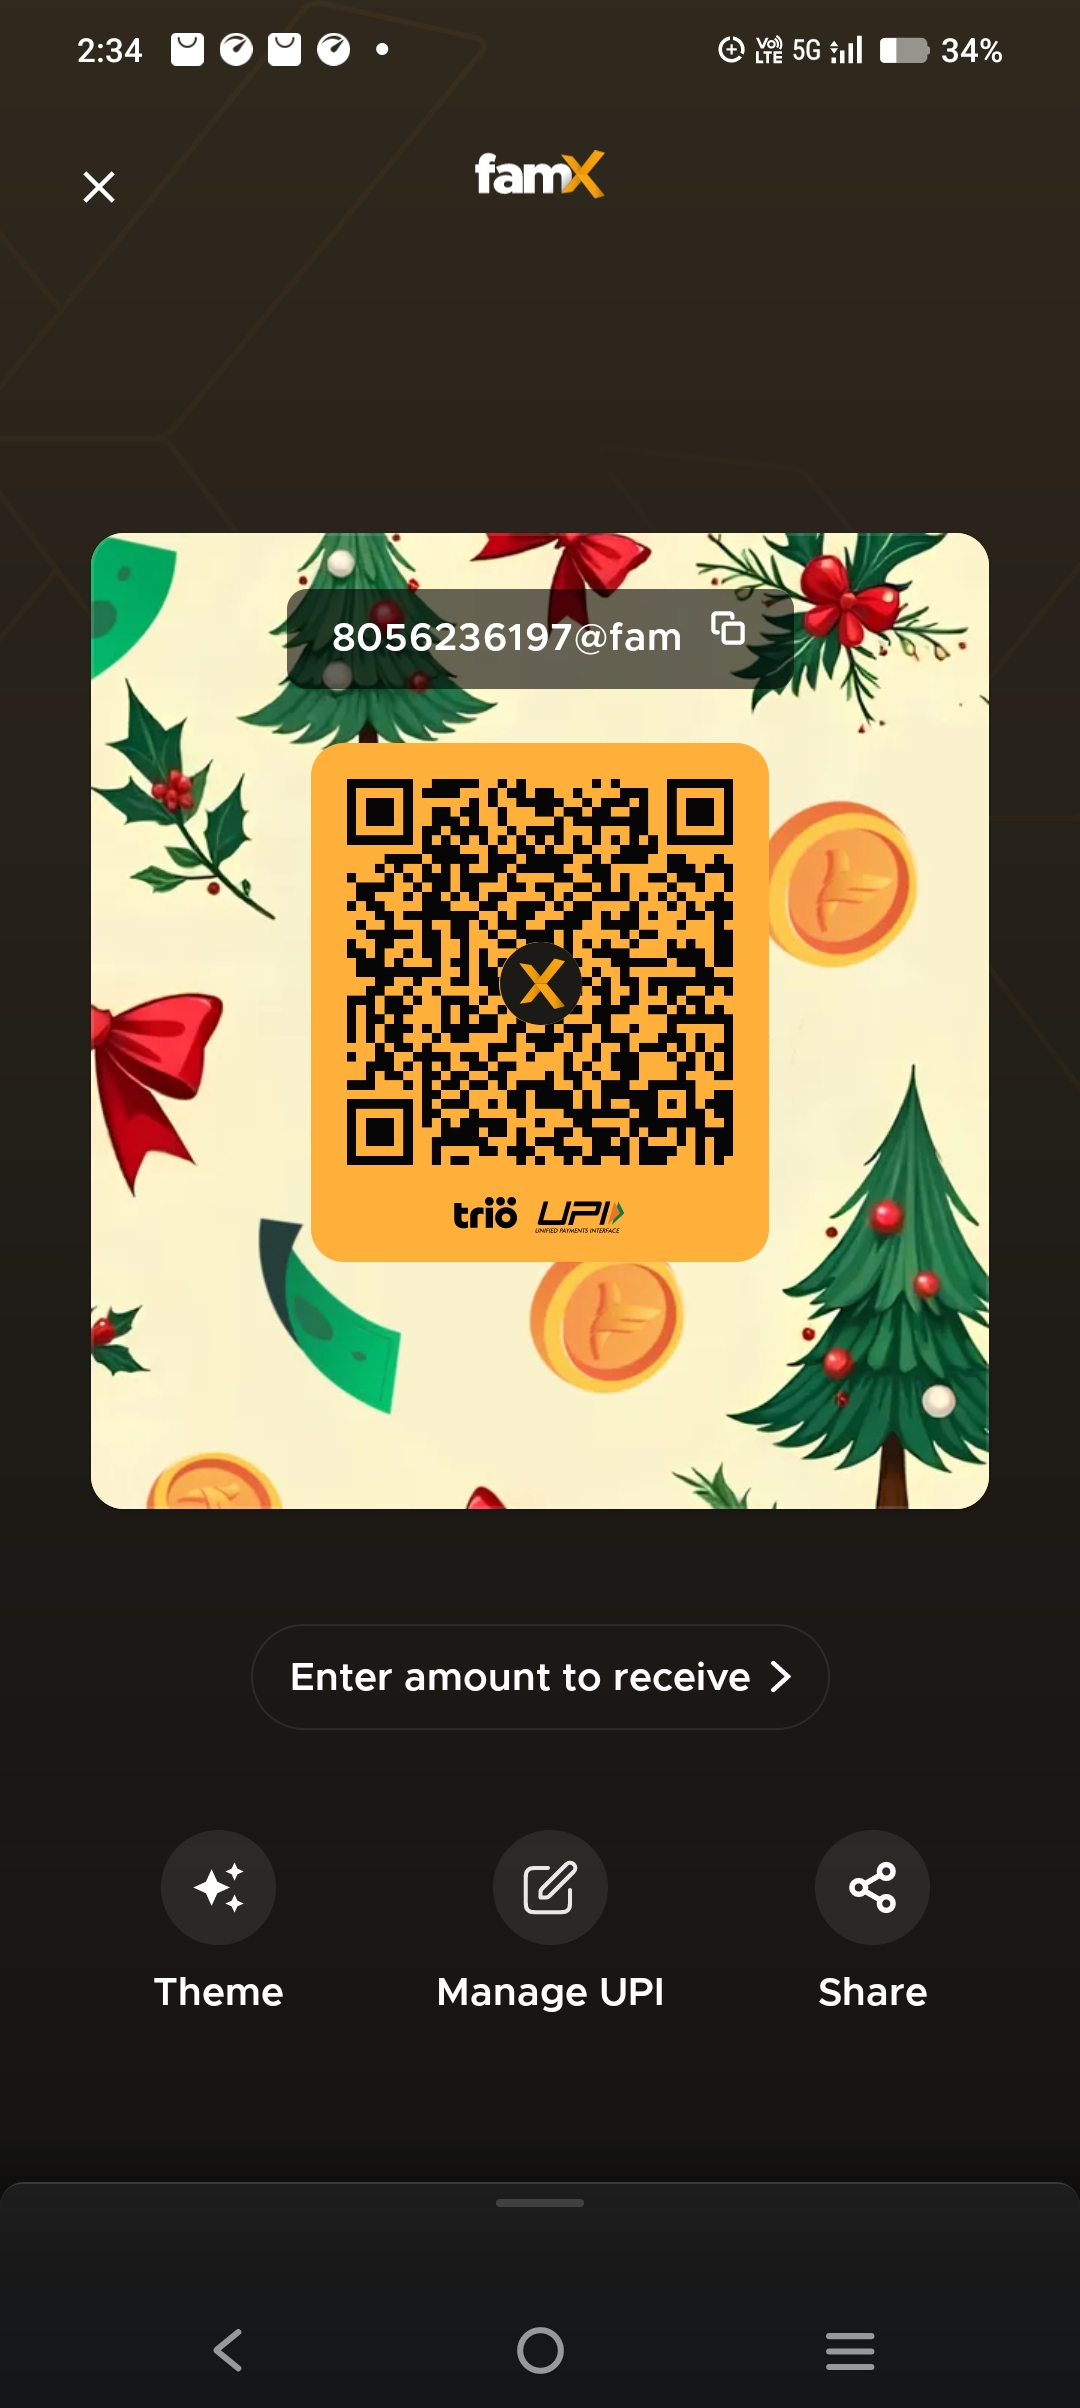 2:34 Vo) LTE 5G 34%
famX
8056236197@fam
X
trio UPI
UNIFIED PAYMENTS INTERFACE
Enter amount to receive
Theme Manage UPI Share